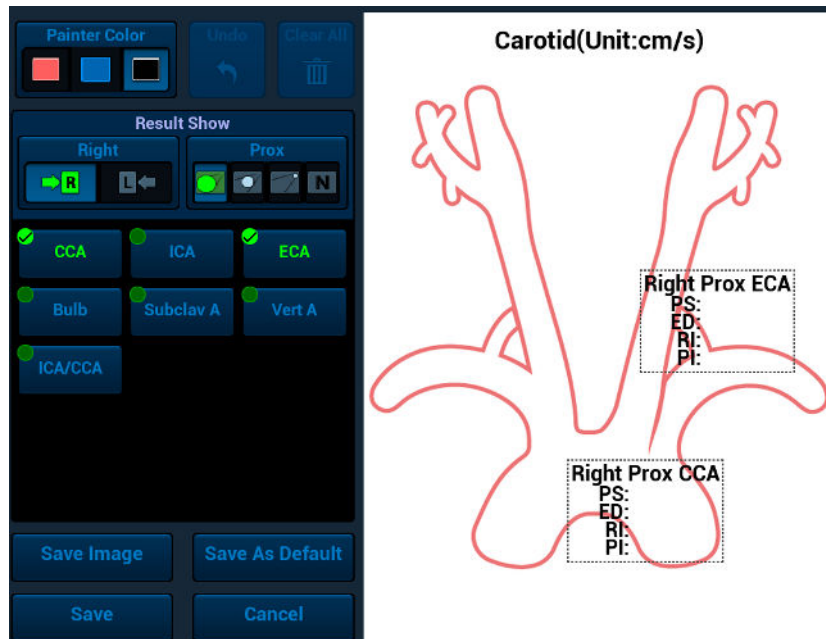 Painter Color
Undo
Clear All
Result Show
Right
Prox
R
L
N
CCA
ICA
ECA
Bulb
Subclav A
Vert A
ICA/CCA
Save Image
Save As Default
Save
Cancel
Carotid(Unit:cm/s)
Right Prox ECA
PS:
ED:
RI:
PI:
Right Prox CCA
PS:
ED:
RI:
PI: